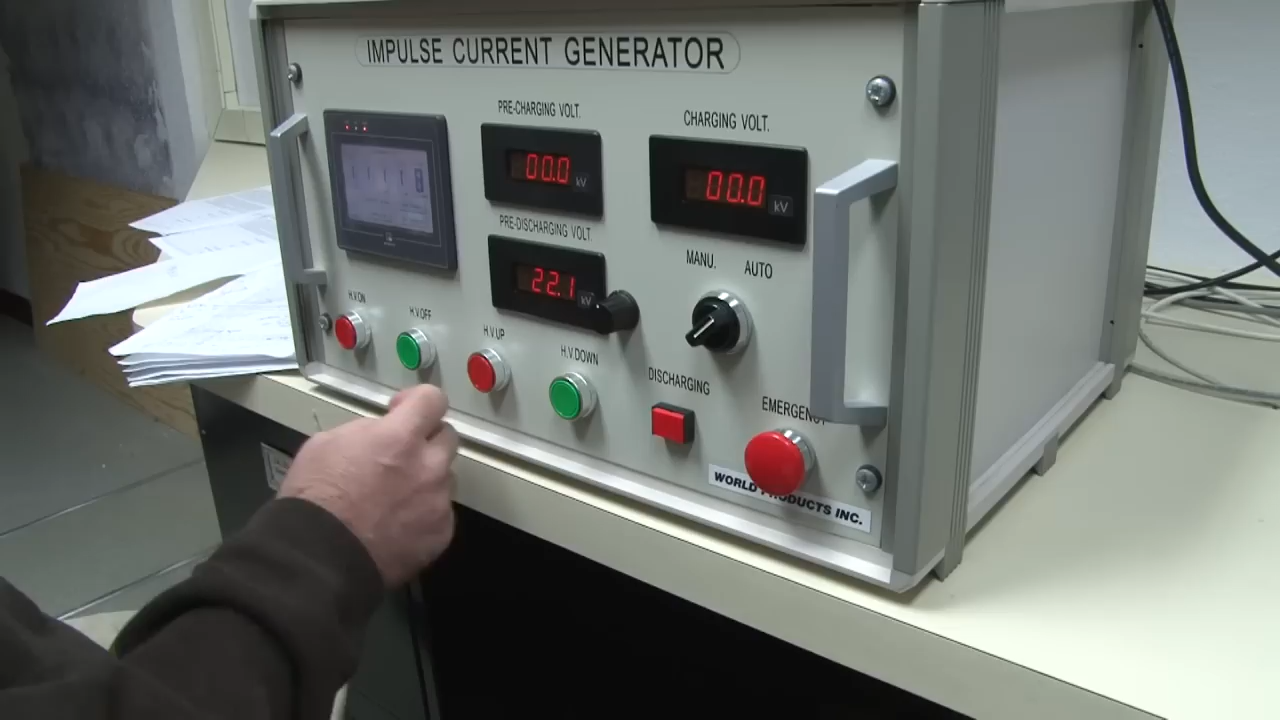 IMPULSE CURRENT GENERATOR
PRE-CHARGING VOLT.
00.0 kV
CHARGING VOLT.
00.0 kV
PRE-DISCHARGING VOLT.
22.1 kV
MANU. AUTO
H.V.ON
H.V.OFF
H.V UP
H.V DOWN
DISCHARGING
EMERGENCY
WORLD PRODUCTS INC.